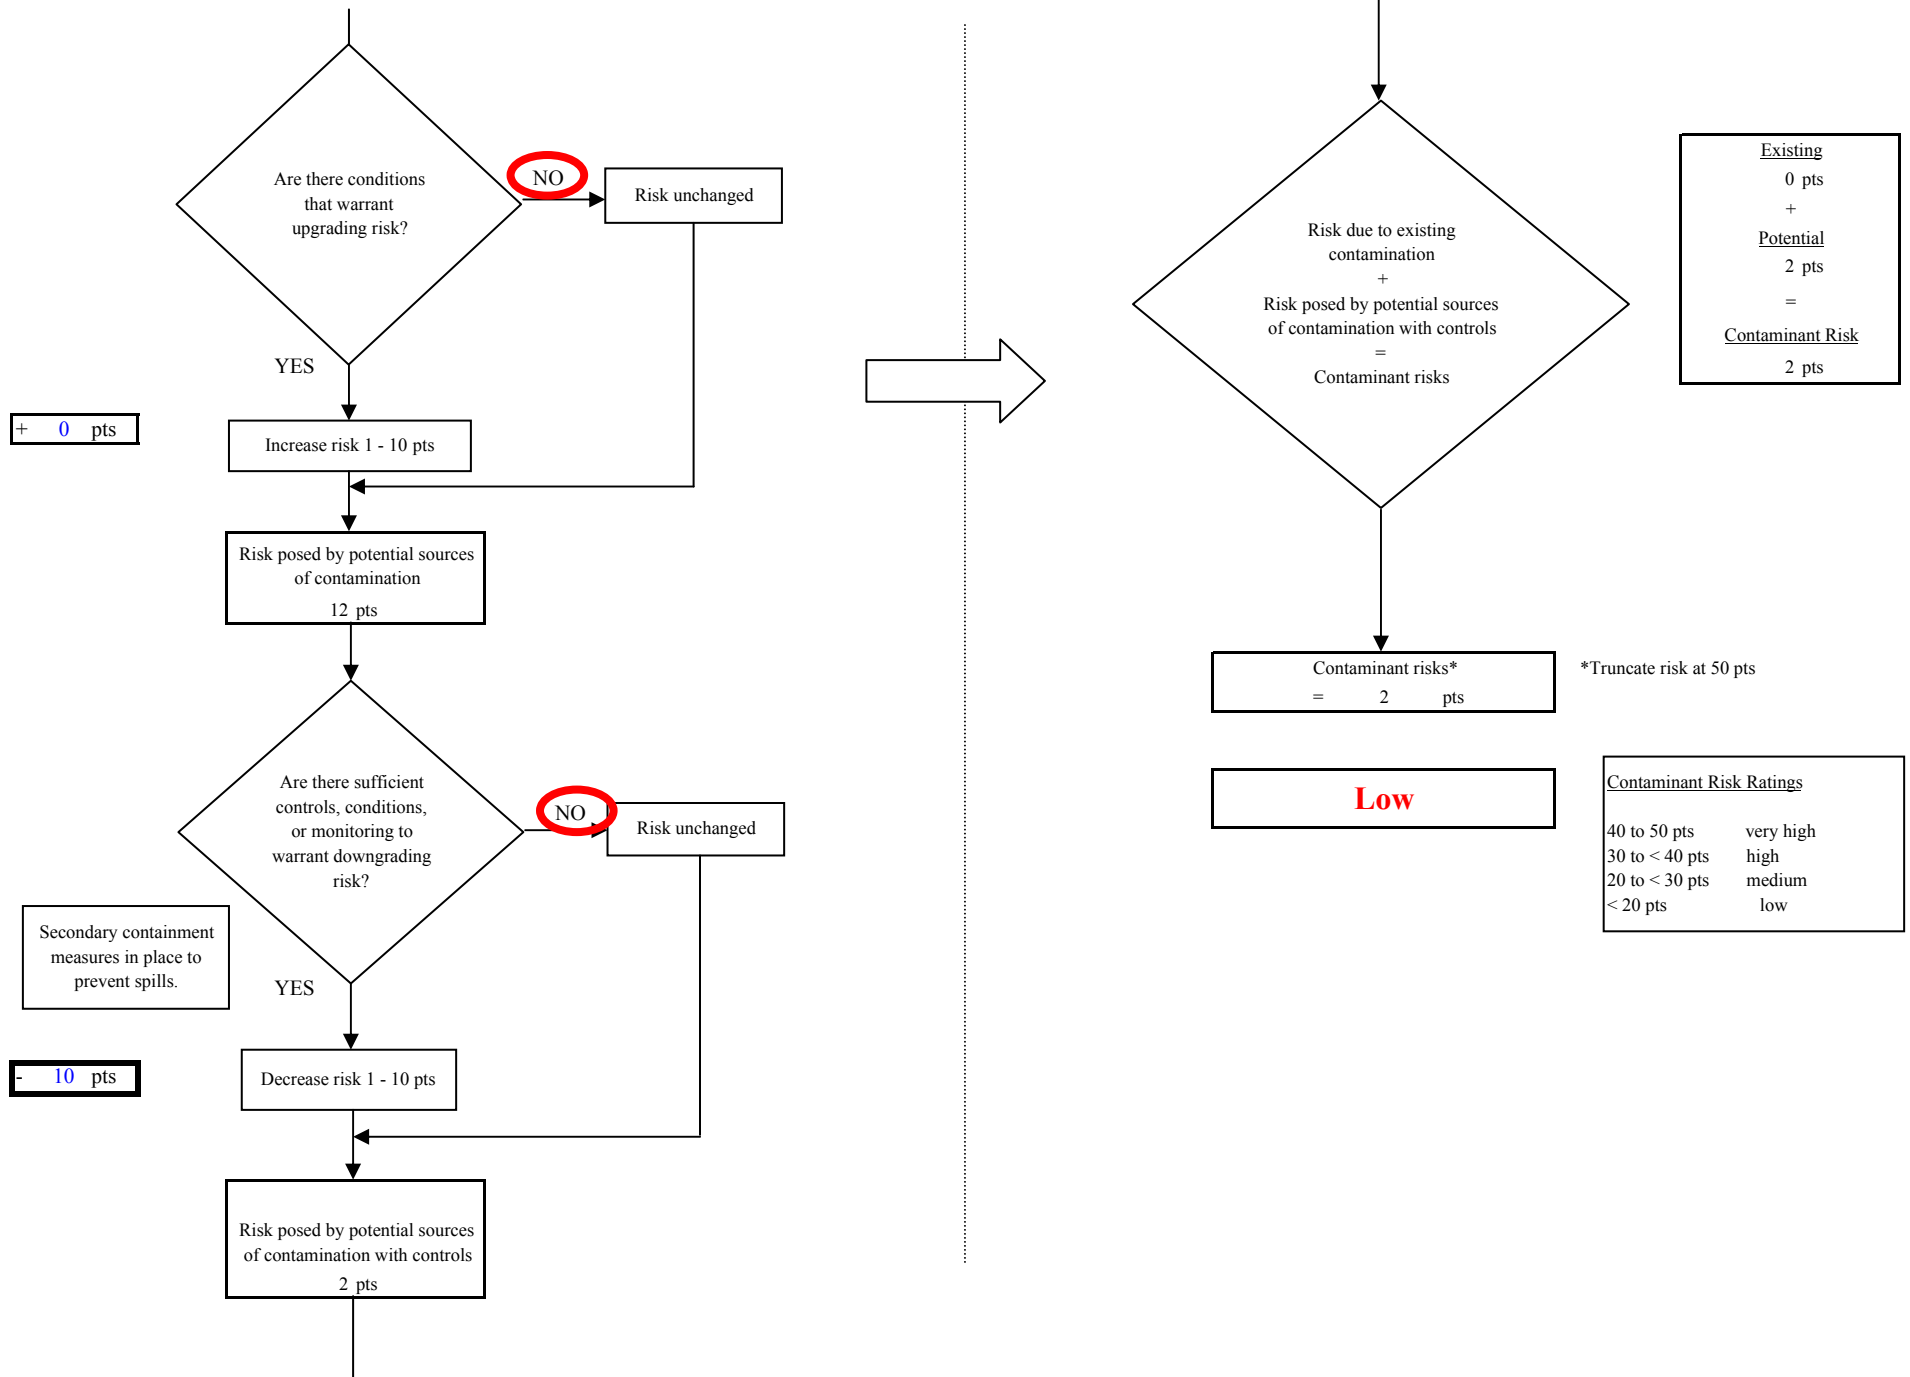 Are there conditions
that warrant
upgrading risk?
NO
Risk unchanged
YES
+ 0 pts
Increase risk 1 - 10 pts
Risk posed by potential sources
of contamination
12 pts
Are there sufficient
controls, conditions,
or monitoring to
warrant downgrading
risk?
NO
Risk unchanged
Secondary containment
measures in place to
prevent spills.
YES
- 10 pts
Decrease risk 1 - 10 pts
Risk posed by potential sources
of contamination with controls
2 pts
Risk due to existing
contamination
+
Risk posed by potential sources
of contamination with controls
=
Contaminant risks
Existing
0 pts
+
Potential
2 pts
=
Contaminant Risk
2 pts
Contaminant risks*
= 2 pts
*Truncate risk at 50 pts
Low
Contaminant Risk Ratings
40 to 50 pts very high
30 to < 40 pts high
20 to < 30 pts medium
< 20 pts low